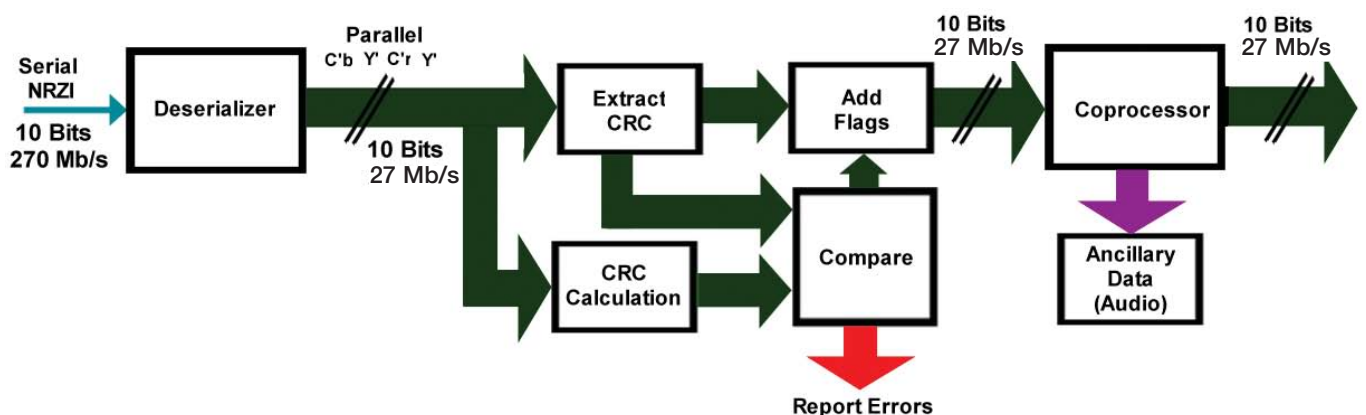 Serial
NRZI
10 Bits
270 Mb/s
Deserializer
Parallel
C'b Y' C'r Y'
10 Bits
27 Mb/s
Extract
CRC
CRC
Calculation
Add
Flags
Compare
Report Errors
10 Bits
27 Mb/s
Coprocessor
Ancillary
Data
(Audio)
10 Bits
27 Mb/s